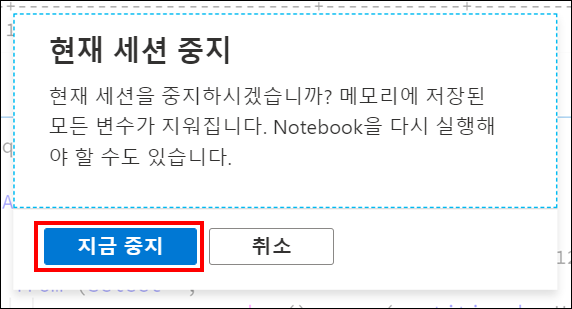 현재 세션 중지
현재 세션을 중지하시겠습니까? 메모리에 저장된
모든 변수가 지워집니다. Notebook을 다시 실행해
야 할 수도 있습니다.
지금 중지
취소